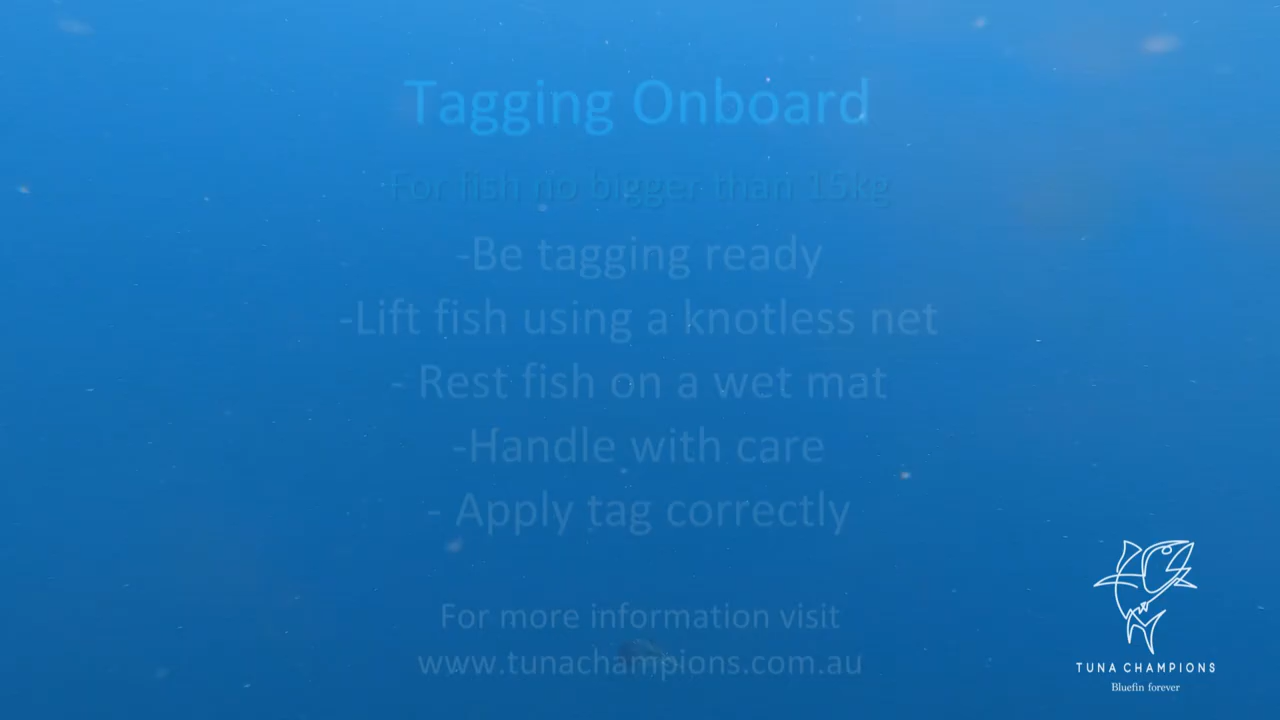 Tagging Onboard
For fish no bigger than 15kg
-Be tagging ready
-Lift fish using a knotless net
- Rest fish on a wet mat
-Handle with care
- Apply tag correctly
For more information visit
www.tunachampions.com.au
TUNA CHAMPIONS
Bluefin forever